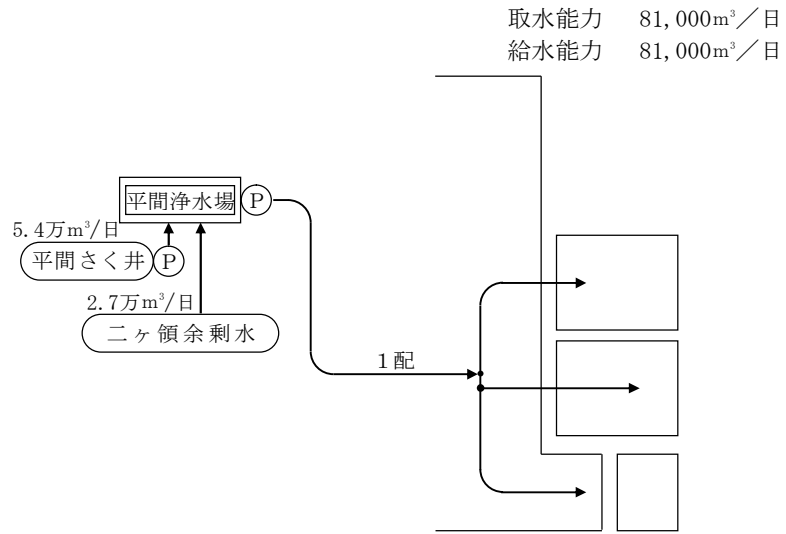 取水能力　81,000m³／日
給水能力　81,000m³／日
平間浄水場 P
5.4万m³/日
平間さく井 P
2.7万m³/日
二ヶ領余剰水
1配